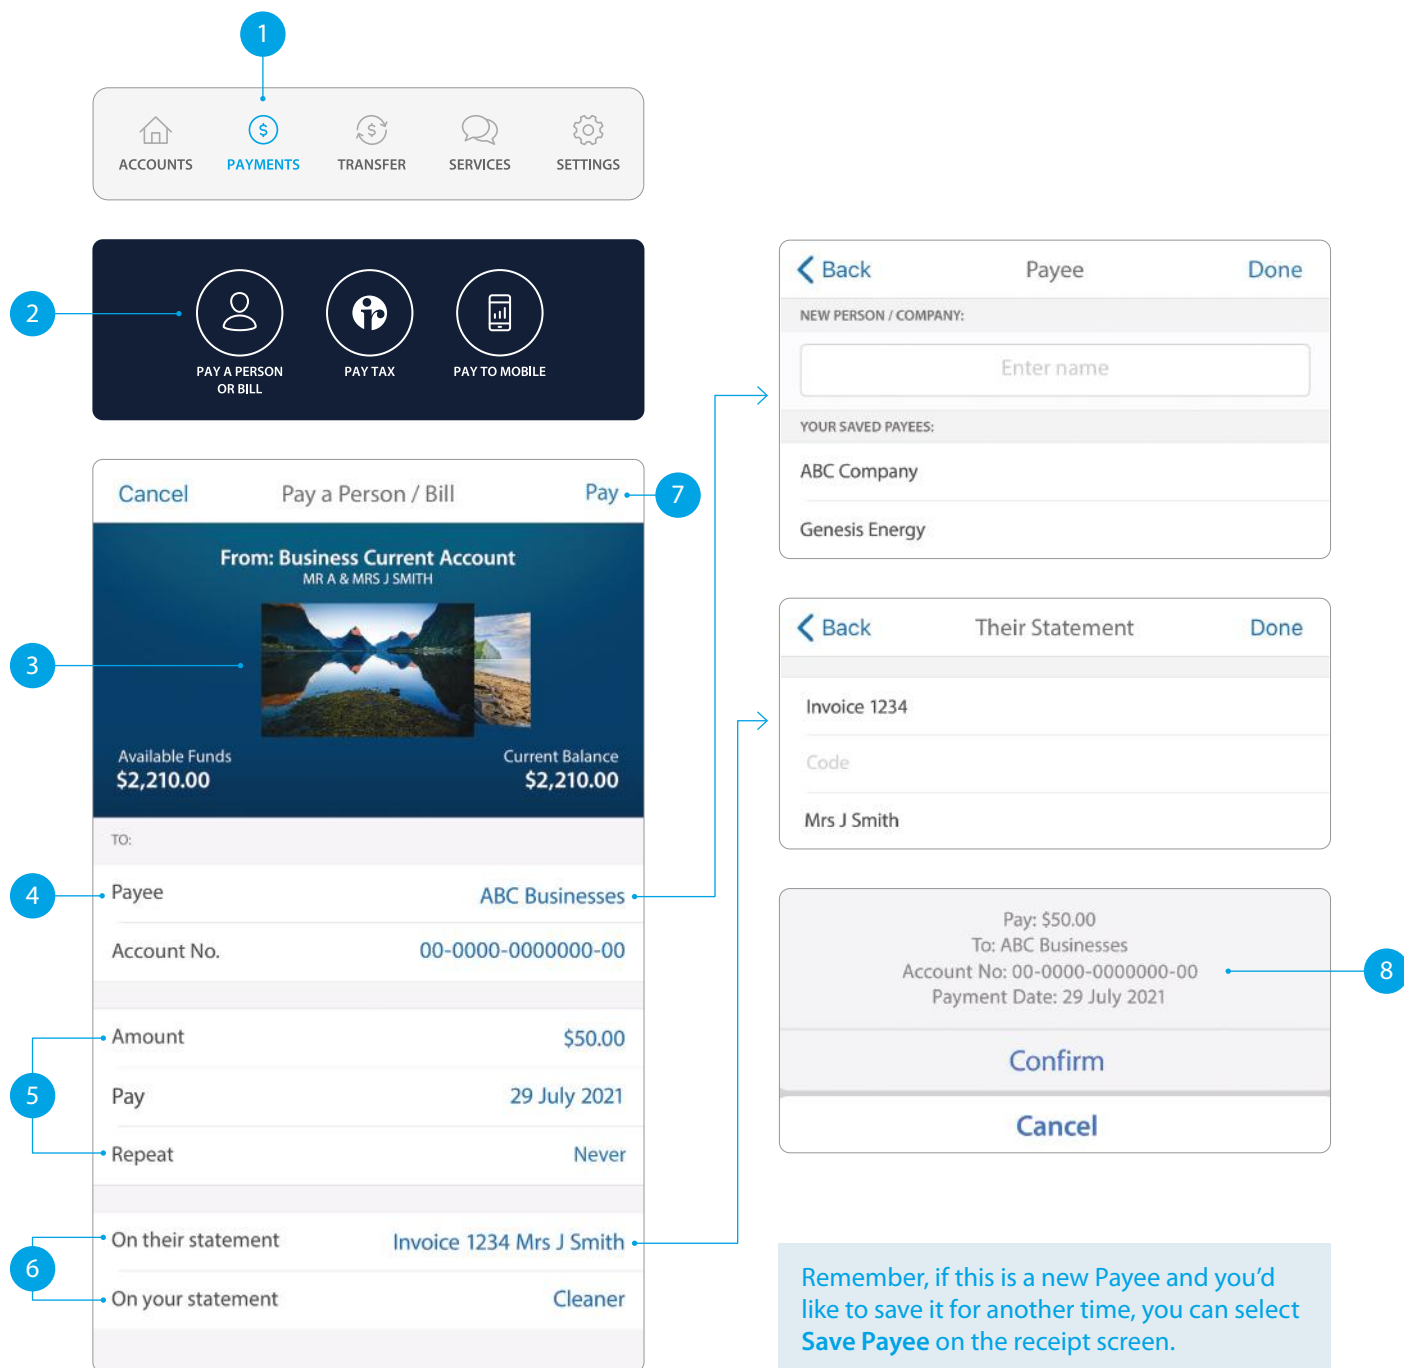 1
ACCOUNTS
PAYMENTS
TRANSFER
SERVICES
SETTINGS
2
PAY A PERSON
OR BILL
PAY TAX
PAY TO MOBILE
Cancel
Pay a Person / Bill
Pay
7
From: Business Current Account
MR A & MRS J SMITH
3
Available Funds
$2,210.00
Current Balance
$2,210.00
TO:
4
Payee
ABC Businesses
Account No.
00-0000-0000000-00
5
Amount
$50.00
Pay
29 July 2021
Repeat
Never
6
On their statement
Invoice 1234 Mrs J Smith
On your statement
Cleaner
Back
Payee
Done
NEW PERSON / COMPANY:
Enter name
YOUR SAVED PAYEES:
ABC Company
Genesis Energy
Back
Their Statement
Done
Invoice 1234
Code
Mrs J Smith
Pay: $50.00
To: ABC Businesses
Account No: 00-0000-0000000-00
Payment Date: 29 July 2021
8
Confirm
Cancel
Remember, if this is a new Payee and you'd
like to save it for another time, you can select
Save Payee on the receipt screen.